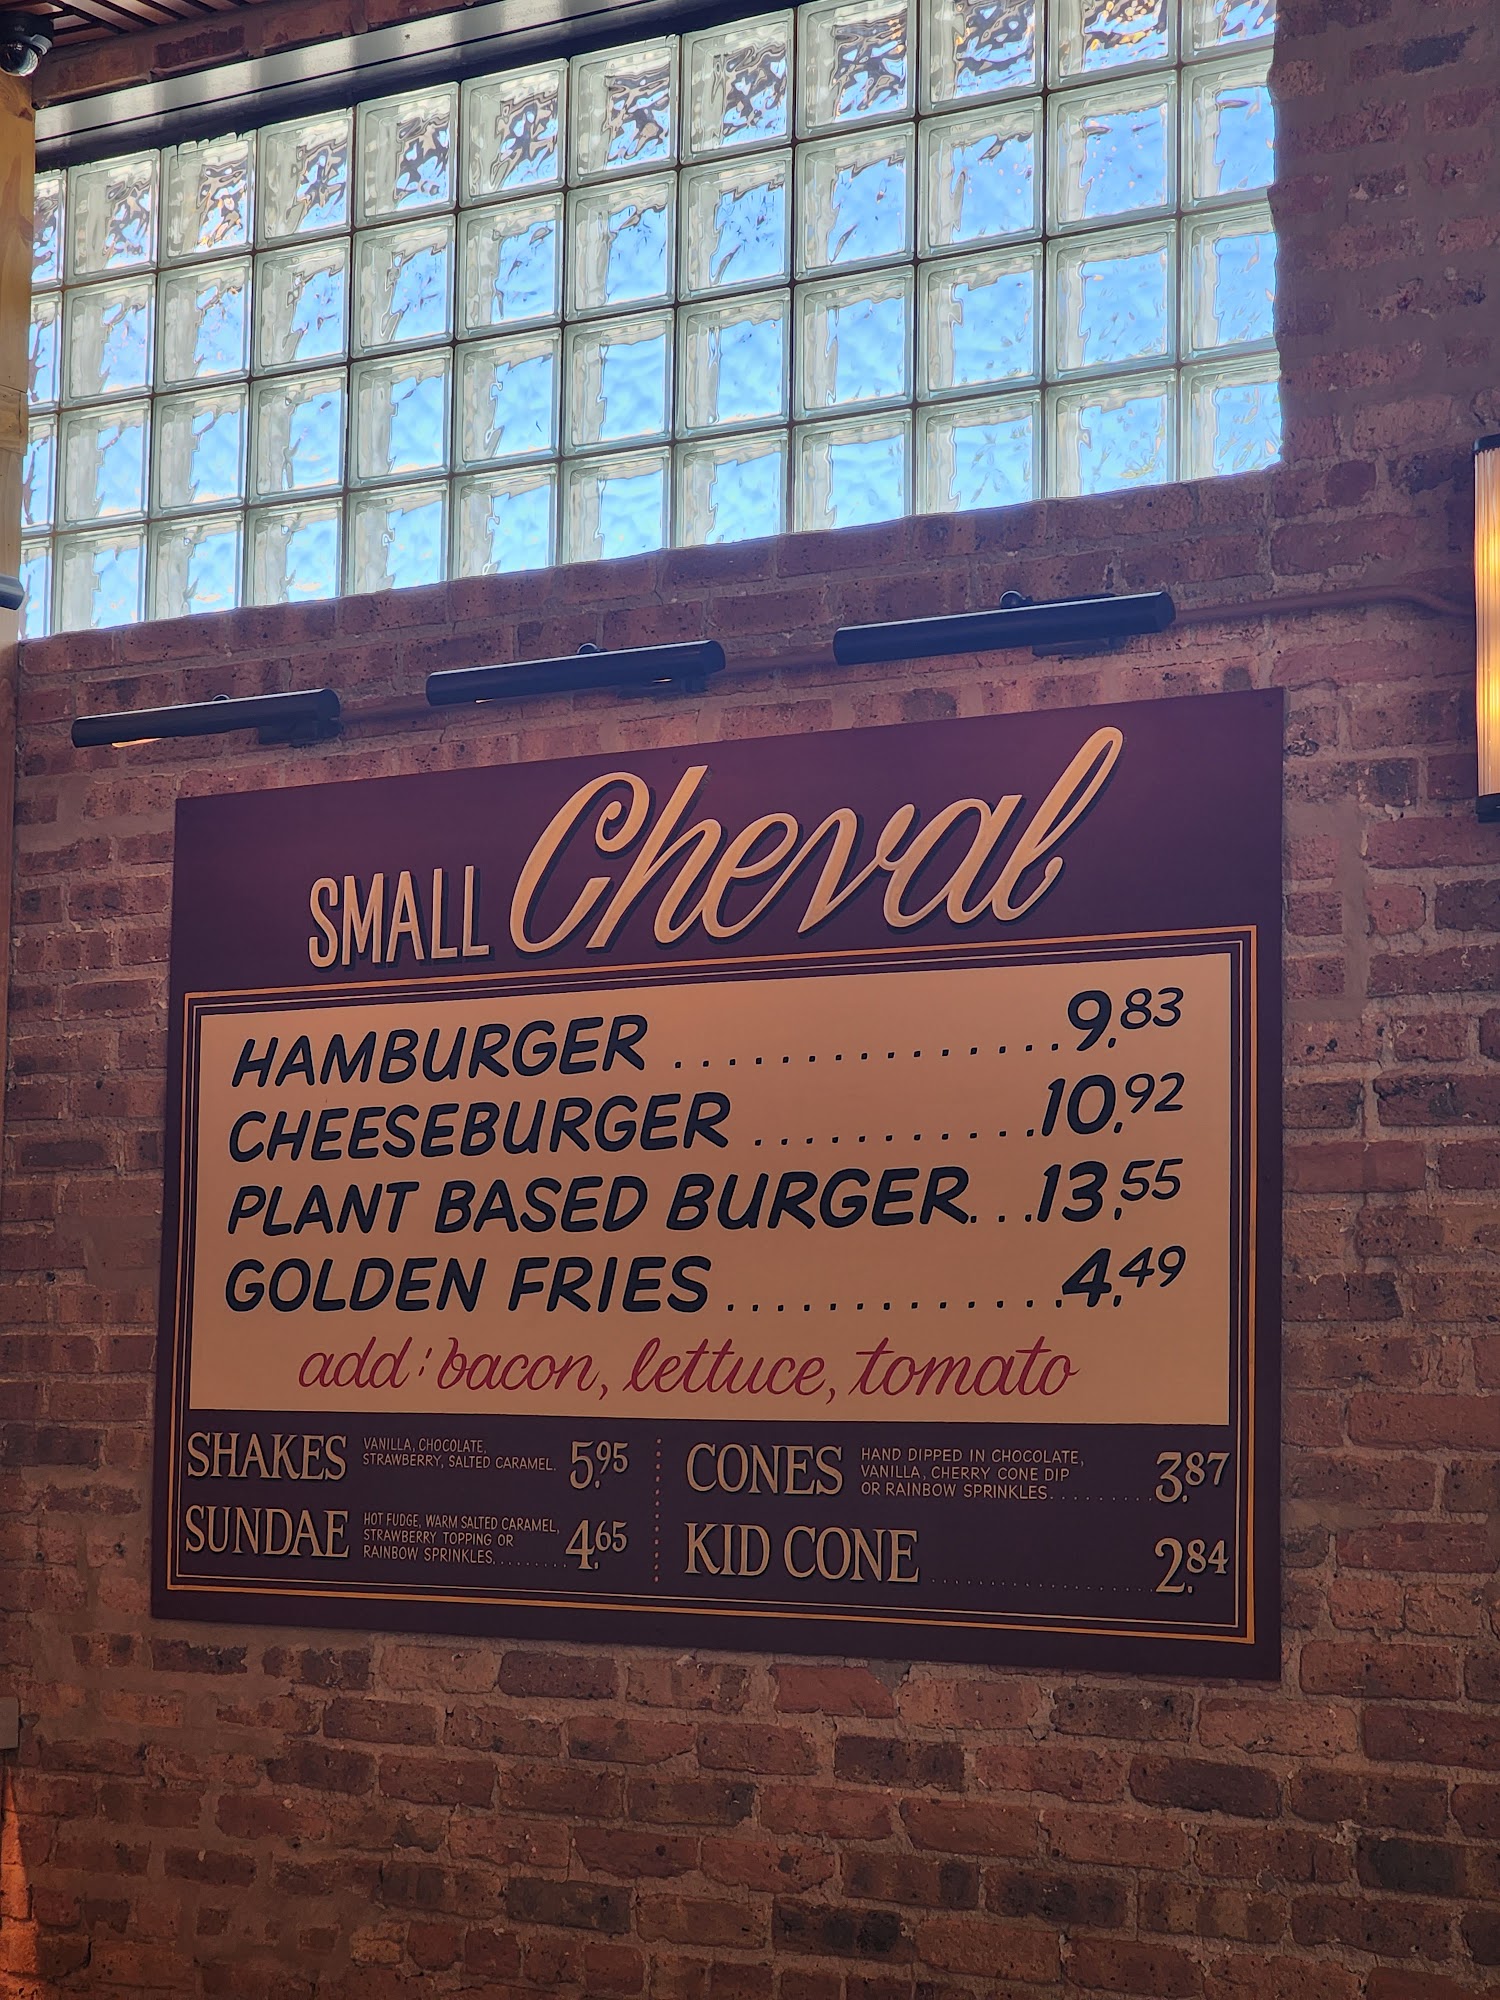 SMALL Cheval
HAMBURGER ................ 9.83
CHEESEBURGER ............ 10.92
PLANT BASED BURGER... 13.55
GOLDEN FRIES .............. 4.49
add: bacon, lettuce, tomato
SHAKES VANILLA, CHOCOLATE,
STRAWBERRY, SALTED CARAMEL. 5.95
SUNDAE HOT FUDGE, WARM SALTED CARAMEL,
STRAWBERRY TOPPING OR
RAINBOW SPRINKLES......... 4.65
CONES HAND DIPPED IN CHOCOLATE,
VANILLA, CHERRY CONE DIP
OR RAINBOW SPRINKLES.......... 3.87
KID CONE ........................ 2.84